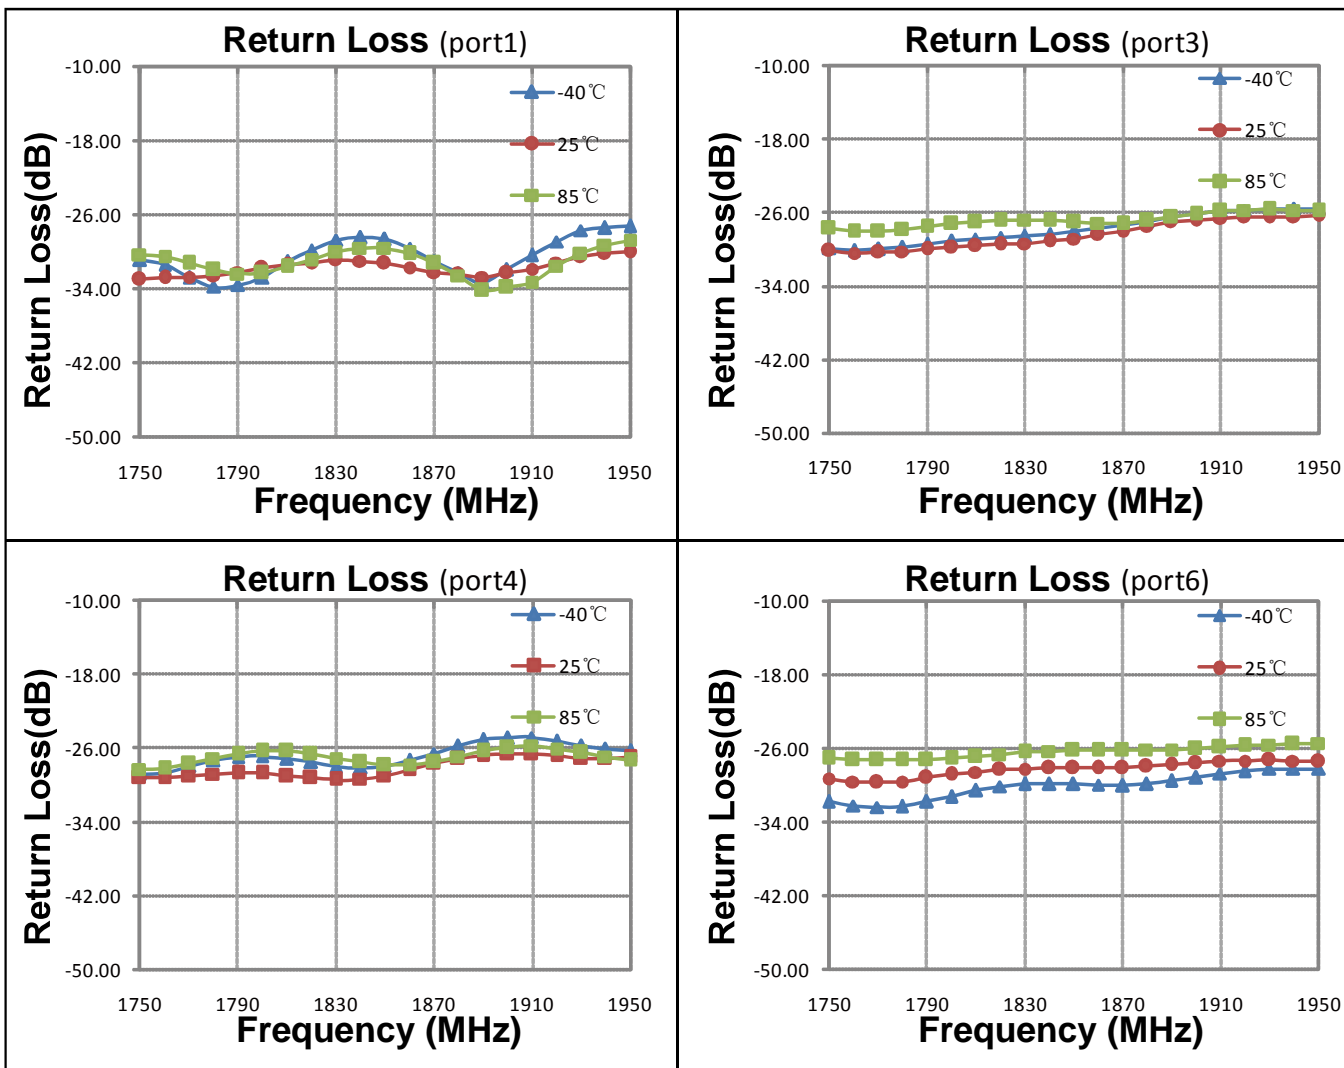 Return Loss (port1)
Return Loss(dB)
-10.00
-18.00
-26.00
-34.00
-42.00
-50.00
-40℃
25℃
85℃
1750 1790 1830 1870 1910 1950
Frequency (MHz)
Return Loss (port3)
Return Loss(dB)
-10.00
-18.00
-26.00
-34.00
-42.00
-50.00
-40℃
25℃
85℃
1750 1790 1830 1870 1910 1950
Frequency (MHz)
Return Loss (port4)
Return Loss(dB)
-10.00
-18.00
-26.00
-34.00
-42.00
-50.00
-40℃
25℃
85℃
1750 1790 1830 1870 1910 1950
Frequency (MHz)
Return Loss (port6)
Return Loss(dB)
-10.00
-18.00
-26.00
-34.00
-42.00
-50.00
-40℃
25℃
85℃
1750 1790 1830 1870 1910 1950
Frequency (MHz)